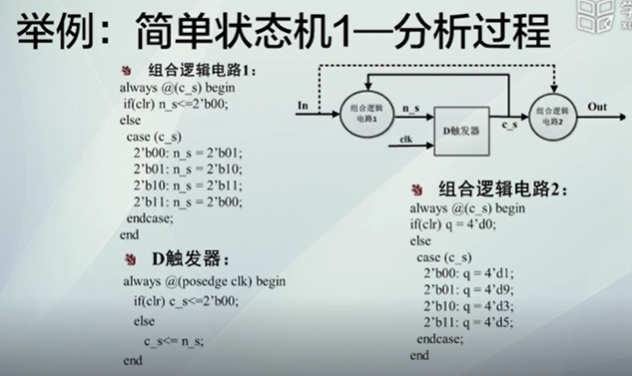 举例：简单状态机1—分析过程
组合逻辑电路1：
always @(c_s) begin
if(clr) n_s<=2'b00;
else
case (c_s)
2'b00: n_s = 2'b01;
2'b01: n_s = 2'b10;
2'b10: n_s = 2'b11;
2'b11: n_s = 2'b00;
endcase;
end
D触发器：
always @(posedge clk) begin
if(clr) c_s<=2'b00;
else
c_s<= n_s;
end
In
组合逻辑
电路1
n_s
clk
D触发器
c_s
组合逻辑
电路2
Out
组合逻辑电路2：
always @(c_s) begin
if(clr) q = 4'd0;
else
case (c_s)
2'b00: q = 4'd1;
2'b01: q = 4'd9;
2'b10: q = 4'd3;
2'b11: q = 4'd5;
endcase;
end